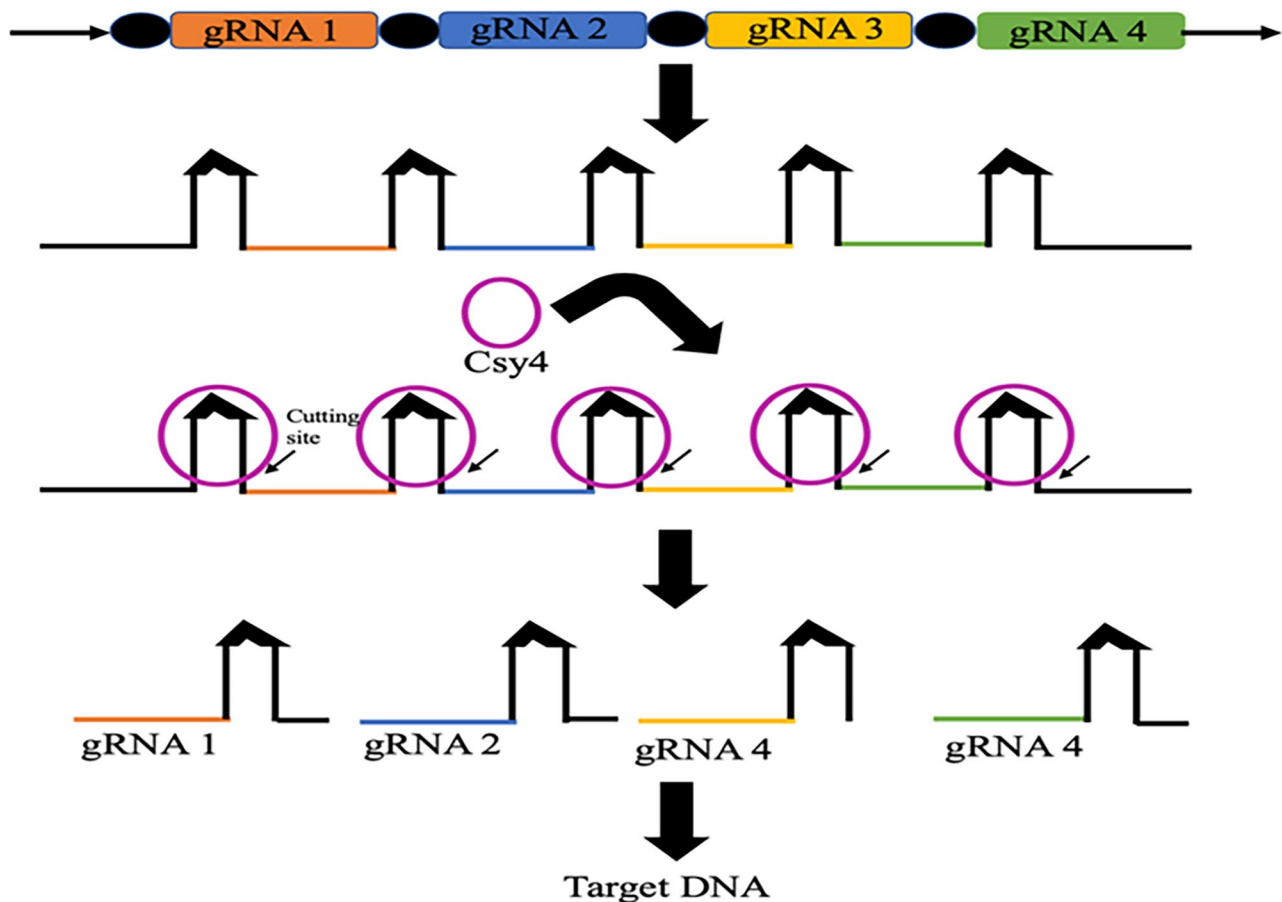 gRNA 1
gRNA 2
gRNA 3
gRNA 4
Csy4
Cutting
site
gRNA 1
gRNA 2
gRNA 4
gRNA 4
Target DNA